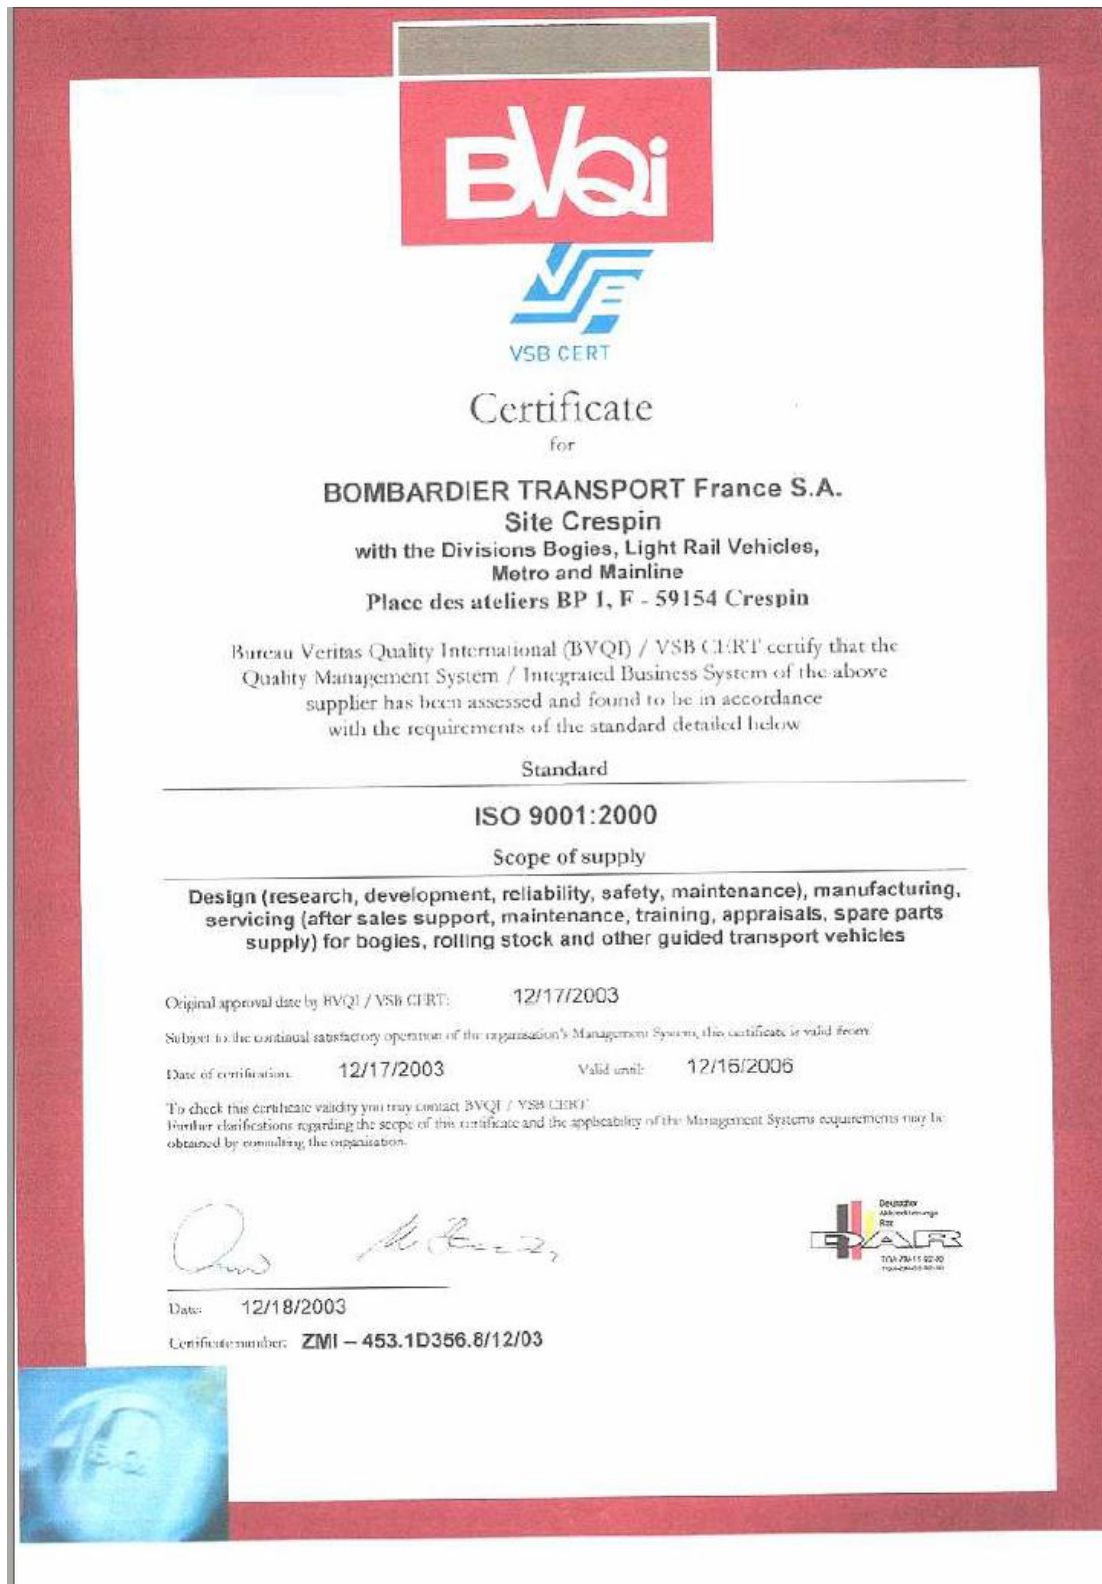 BVQi
VSB CERT
Certificate
for
BOMBARDIER TRANSPORT France S.A.
Site Crespin
with the Divisions Bogies, Light Rail Vehicles,
Metro and Mainline
Place des ateliers BP 1, F - 59154 Crespin
Bureau Veritas Quality International (BVQI) / VSB CERT certify that the
Quality Management System / Integrated Business System of the above
supplier has been assessed and found to be in accordance
with the requirements of the standard detailed below
Standard
ISO 9001:2000
Scope of supply
Design (research, development, reliability, safety, maintenance), manufacturing,
servicing (after sales support, maintenance, training, appraisals, spare parts
supply) for bogies, rolling stock and other guided transport vehicles
Original approval date by BVQI / VSB CERT: 12/17/2003
Subject to the continual satisfactory operation of the organisation's Management System, this certificate is valid from:
Date of certification: 12/17/2003 Valid until: 12/16/2006
To check this certificate validity you may contact BVQI / VSB CERT
Further clarifications regarding the scope of this certificate and the applicability of the Management Systems requirements may be
obtained by consulting the organisation.
Deutscher
Akkreditierungs
Rat
DAR
Date: 12/18/2003
Certificate number: ZMI – 453.1D356.8/12/03